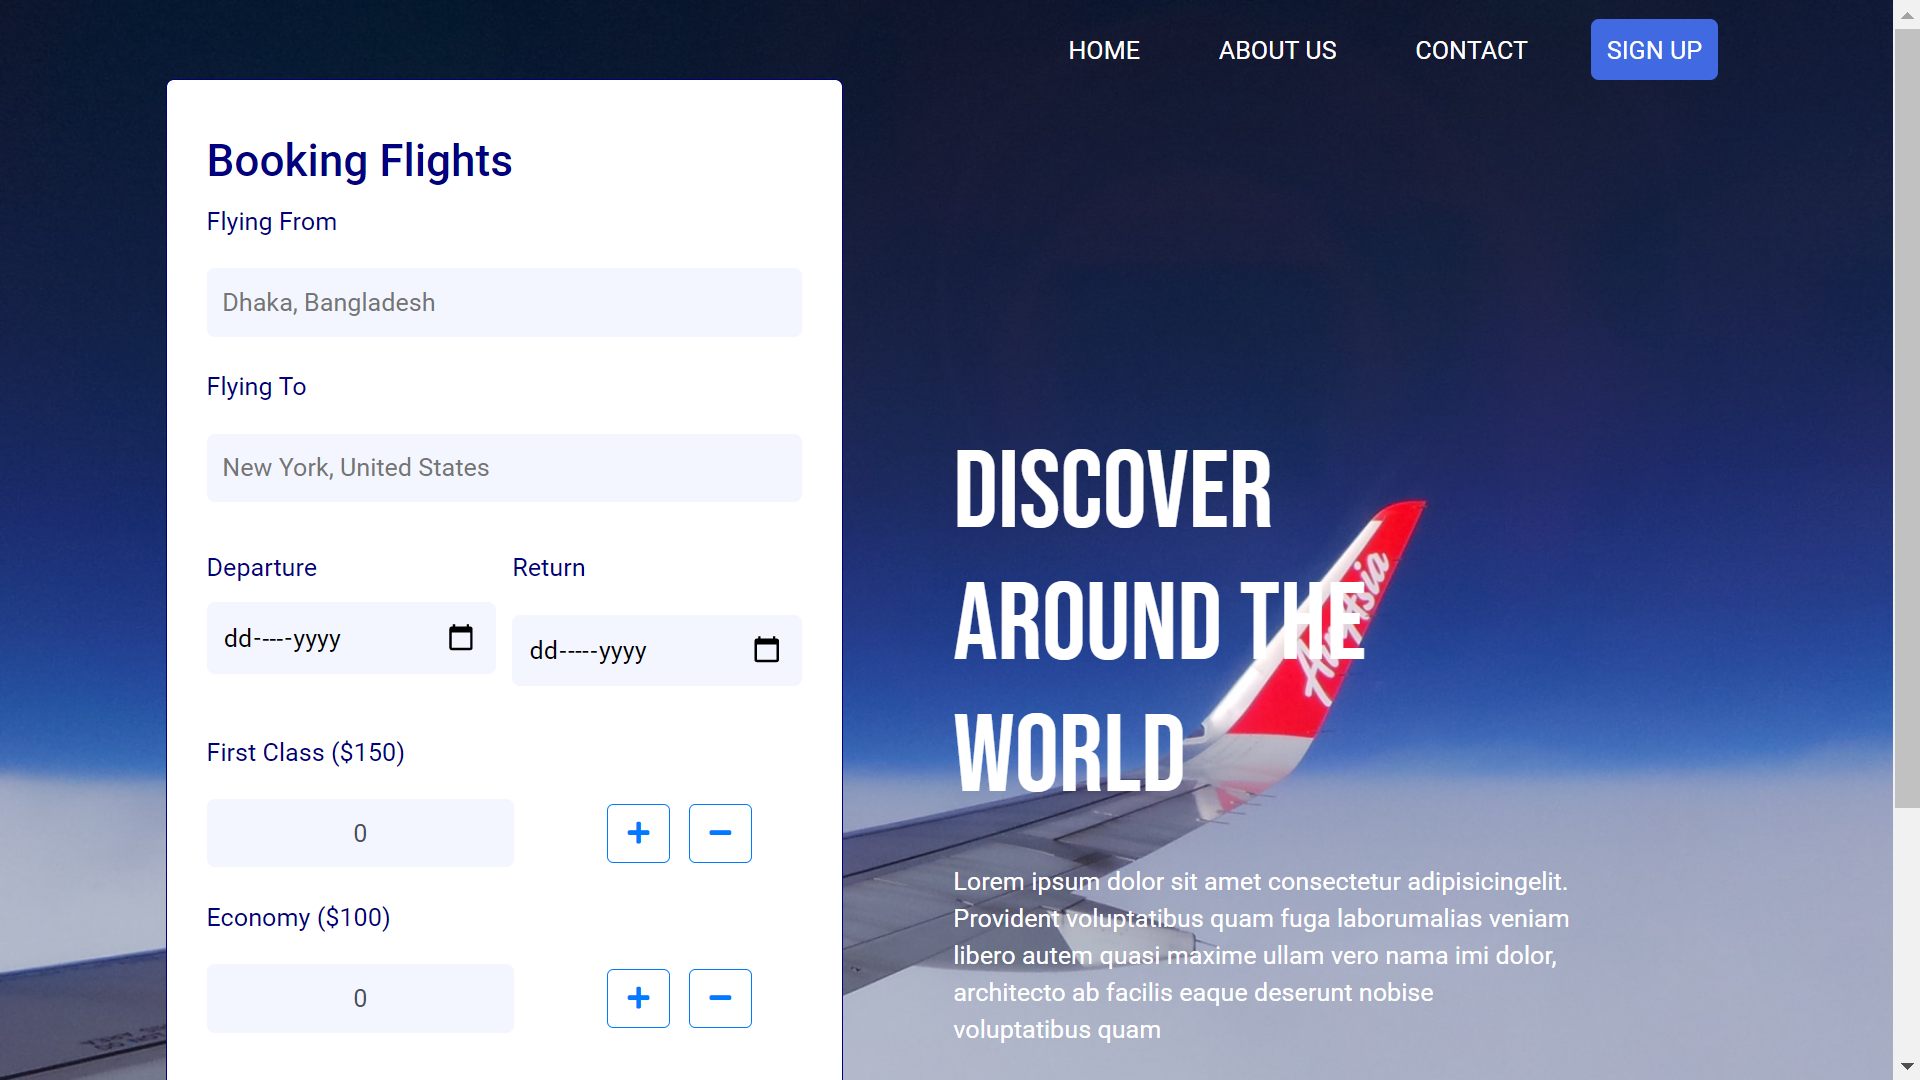 HOME ABOUT US CONTACT SIGN UP
Booking Flights
Flying From
Dhaka, Bangladesh
Flying To
New York, United States
Departure Return
dd-----yyyy dd-----yyyy
First Class ($150)
0 + −
Economy ($100)
0 + −
DISCOVER
AROUND THE
WORLD
AirAsia
Lorem ipsum dolor sit amet consectetur adipisicingelit.
Provident voluptatibus quam fuga laborumalias veniam
libero autem quasi maxime ullam vero nama imi dolor,
architecto ab facilis eaque deserunt nobise
voluptatibus quam